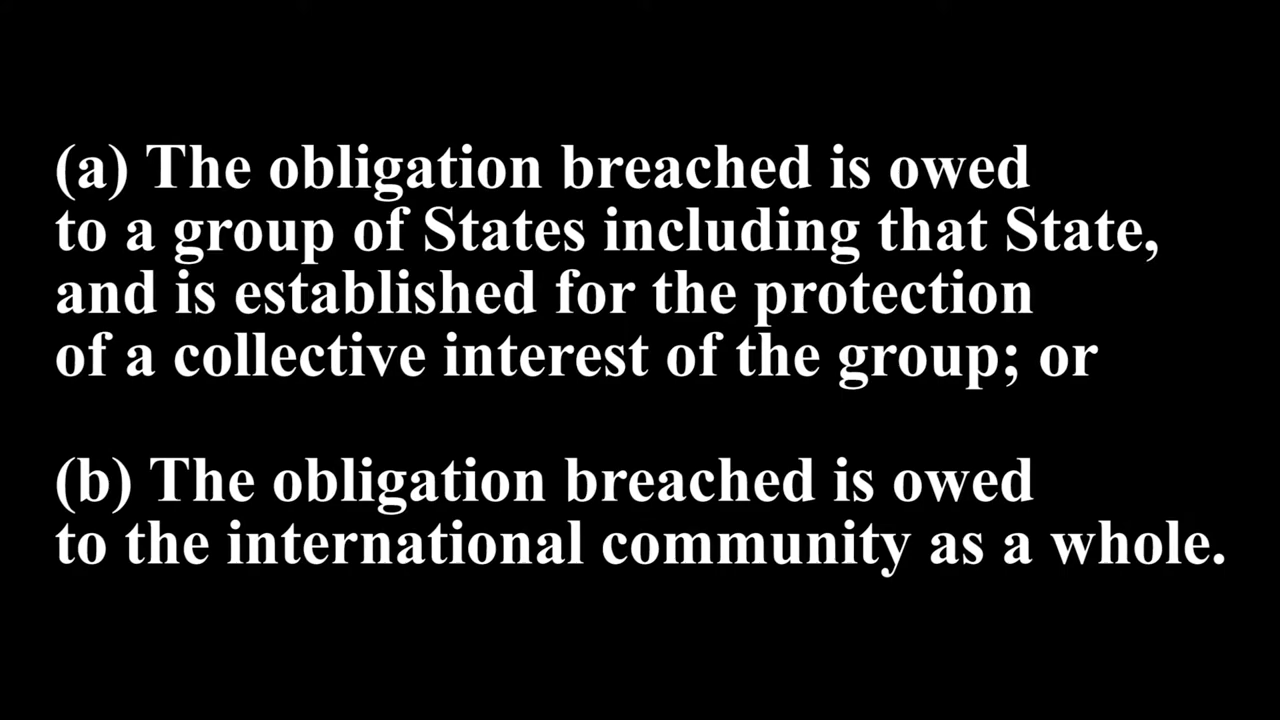 (a) The obligation breached is owed
to a group of States including that State,
and is established for the protection
of a collective interest of the group; or
(b) The obligation breached is owed
to the international community as a whole.